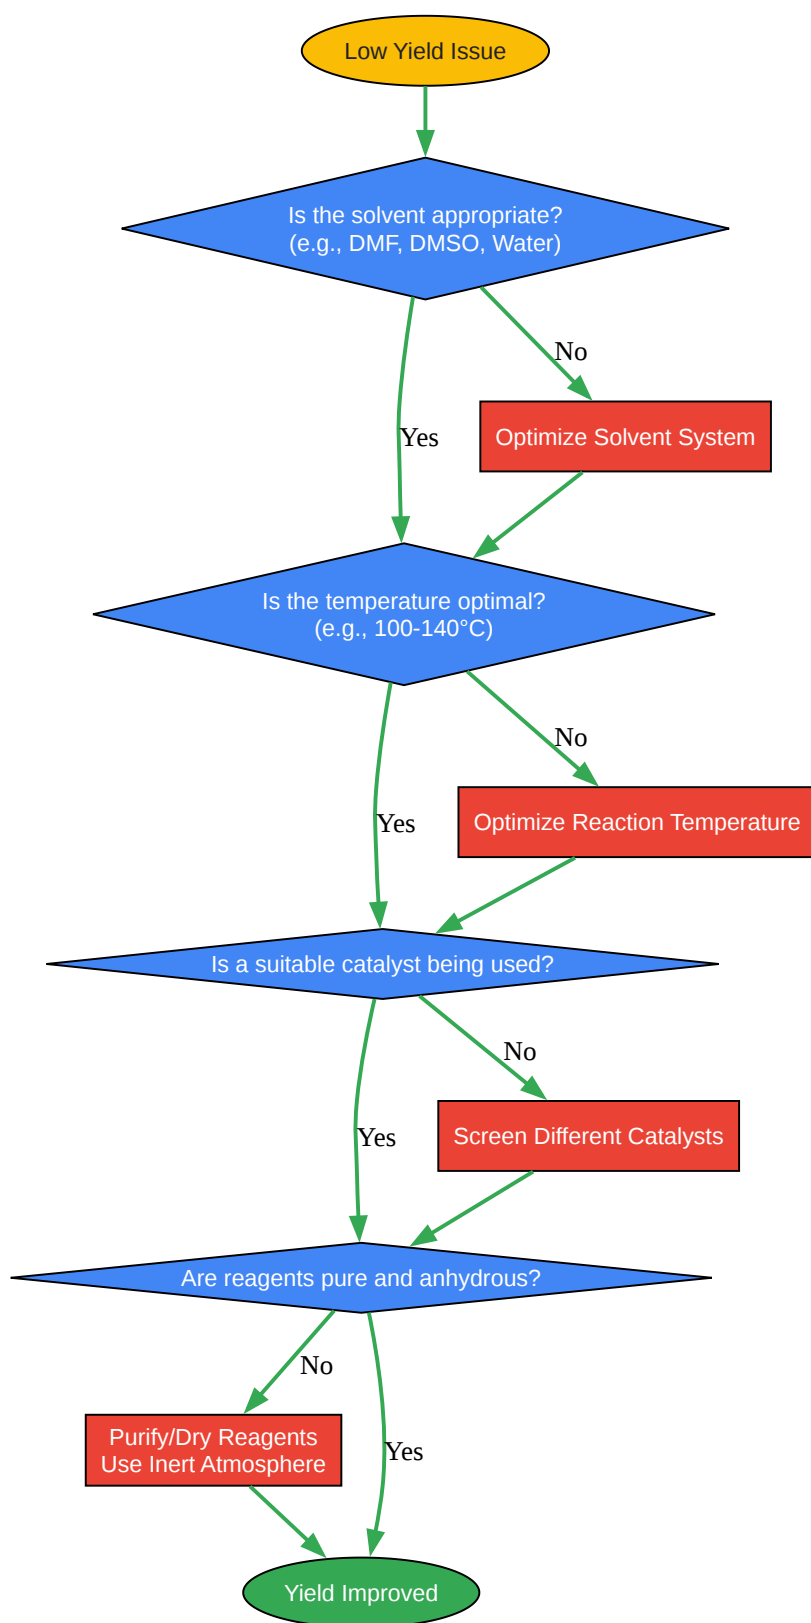 Low Yield Issue
Is the solvent appropriate?
(e.g., DMF, DMSO, Water)
No
Yes
Optimize Solvent System
Is the temperature optimal?
(e.g., 100-140°C)
No
Yes
Optimize Reaction Temperature
Is a suitable catalyst being used?
No
Yes
Screen Different Catalysts
Are reagents pure and anhydrous?
No
Purify/Dry Reagents
Use Inert Atmosphere
Yes
Yield Improved